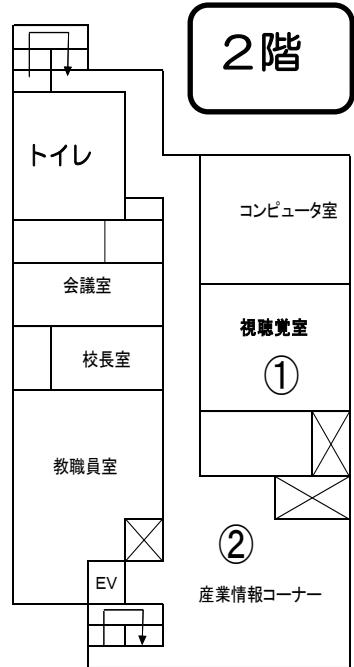 2階
トイレ
コンピュータ室
会議室
視聴覚室
①
校長室
教職員室
②
EV
産業情報コーナー